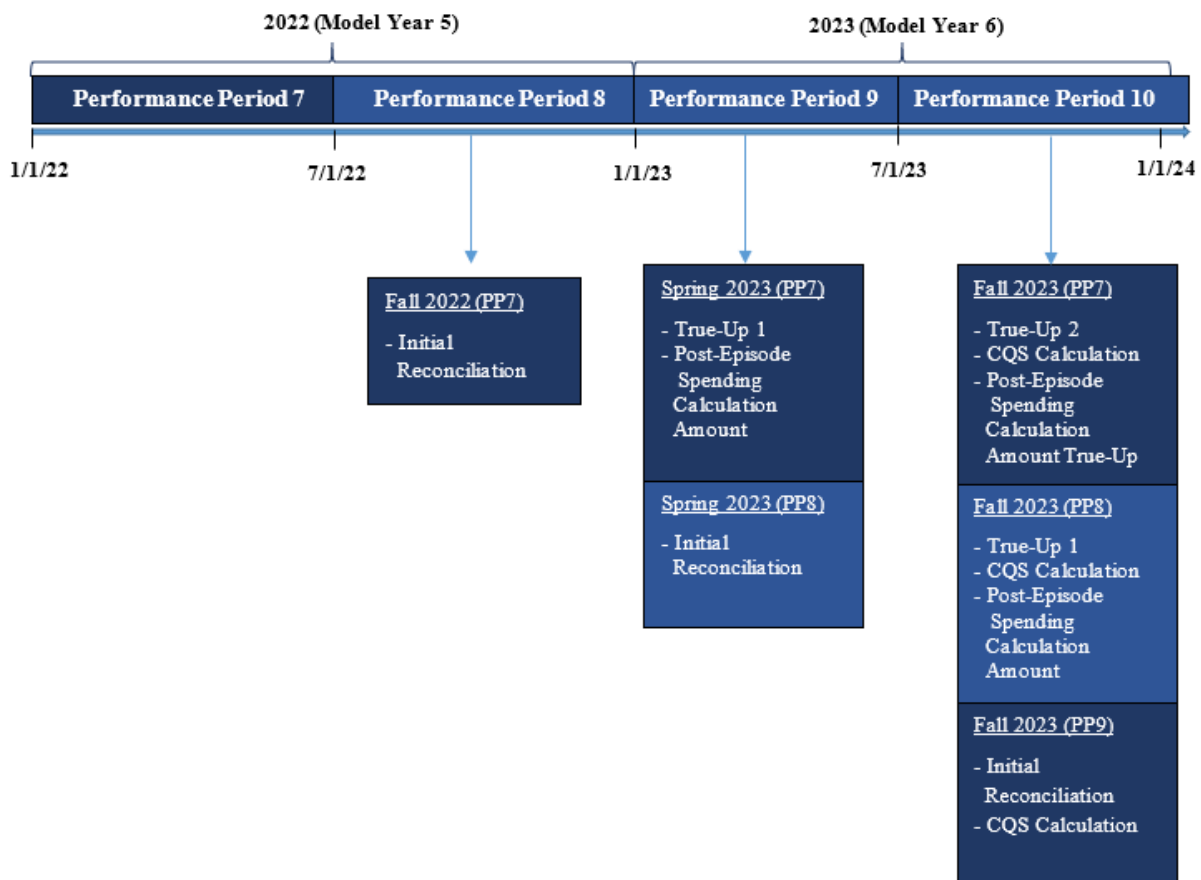 2022 (Model Year 5)
2023 (Model Year 6)
Performance Period 7
Performance Period 8
Performance Period 9
Performance Period 10
1/1/22
7/1/22
1/1/23
7/1/23
1/1/24
Fall 2022 (PP7)
- Initial
Reconciliation
Spring 2023 (PP7)
- True-Up 1
- Post-Episode
Spending
Calculation
Amount
Spring 2023 (PP8)
- Initial
Reconciliation
Fall 2023 (PP7)
- True-Up 2
- CQS Calculation
- Post-Episode
Spending
Calculation
Amount True-Up
Fall 2023 (PP8)
- True-Up 1
- CQS Calculation
- Post-Episode
Spending
Calculation
Amount
Fall 2023 (PP9)
- Initial
Reconciliation
- CQS Calculation